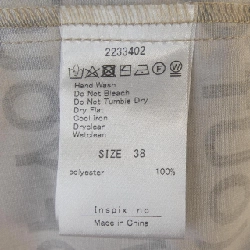 2233402
Hand Wash
Do Not Bleach
Do Not Tumble Dry
Dry Flat
Cool Iron
Dryclean
Wetclean
SIZE 38
polyester 100%
Made in China